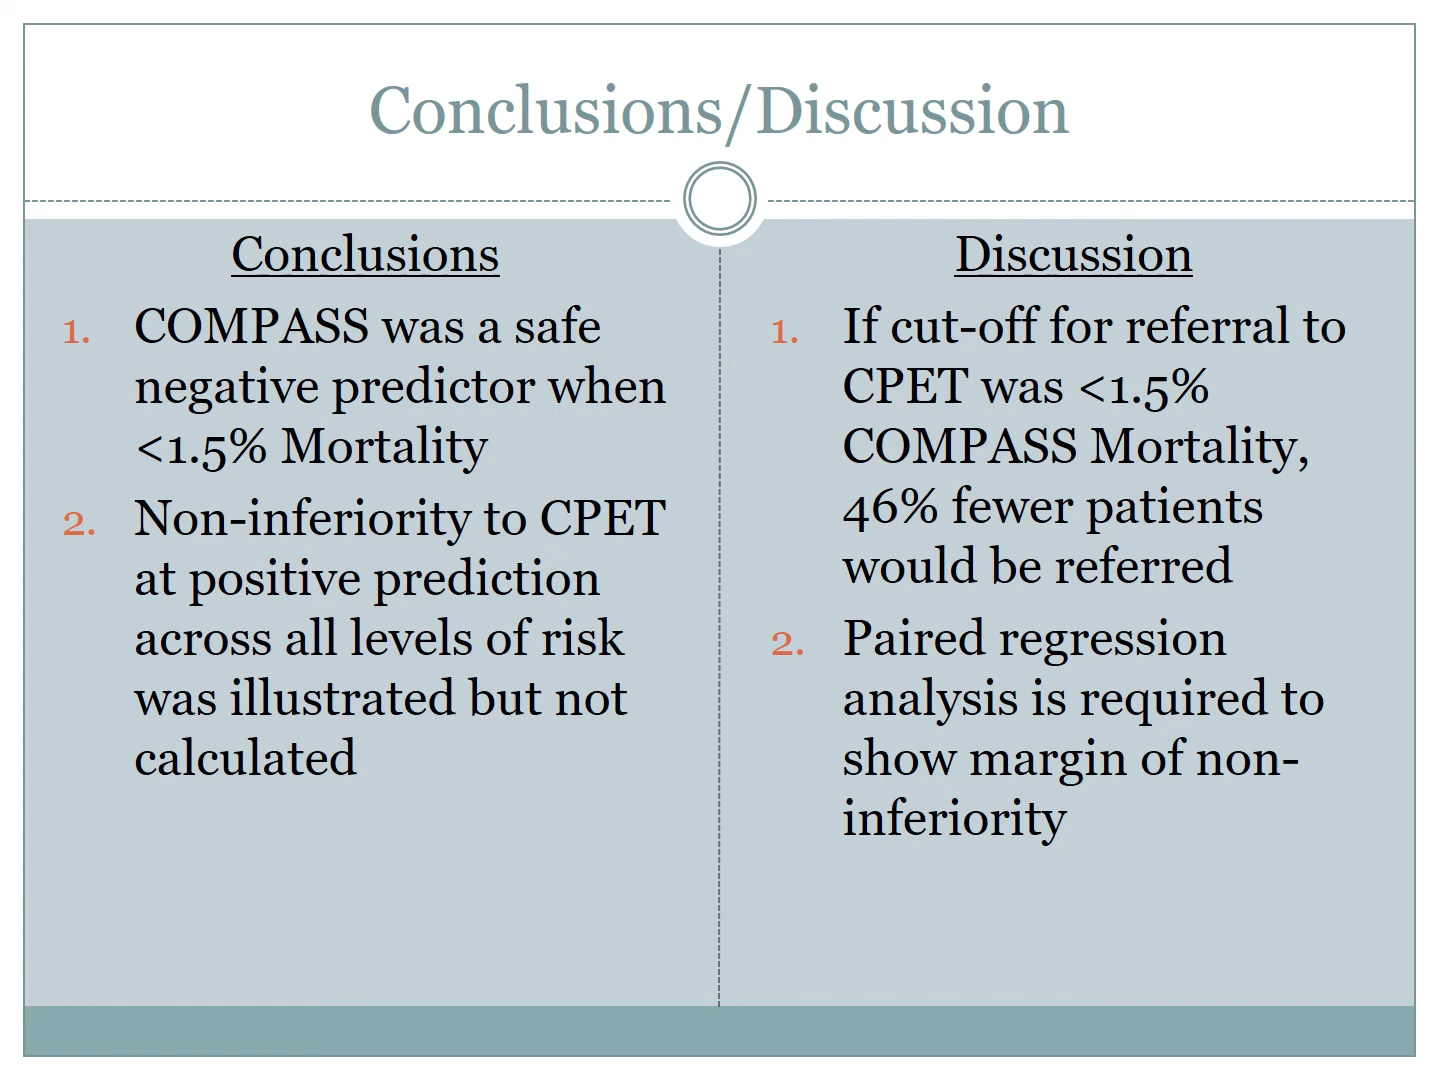 Conclusions/Discussion
Conclusions
1. COMPASS was a safe
negative predictor when
<1.5% Mortality
2. Non-inferiority to CPET
at positive prediction
across all levels of risk
was illustrated but not
calculated
Discussion
1. If cut-off for referral to
CPET was <1.5%
COMPASS Mortality,
46% fewer patients
would be referred
2. Paired regression
analysis is required to
show margin of non-
inferiority